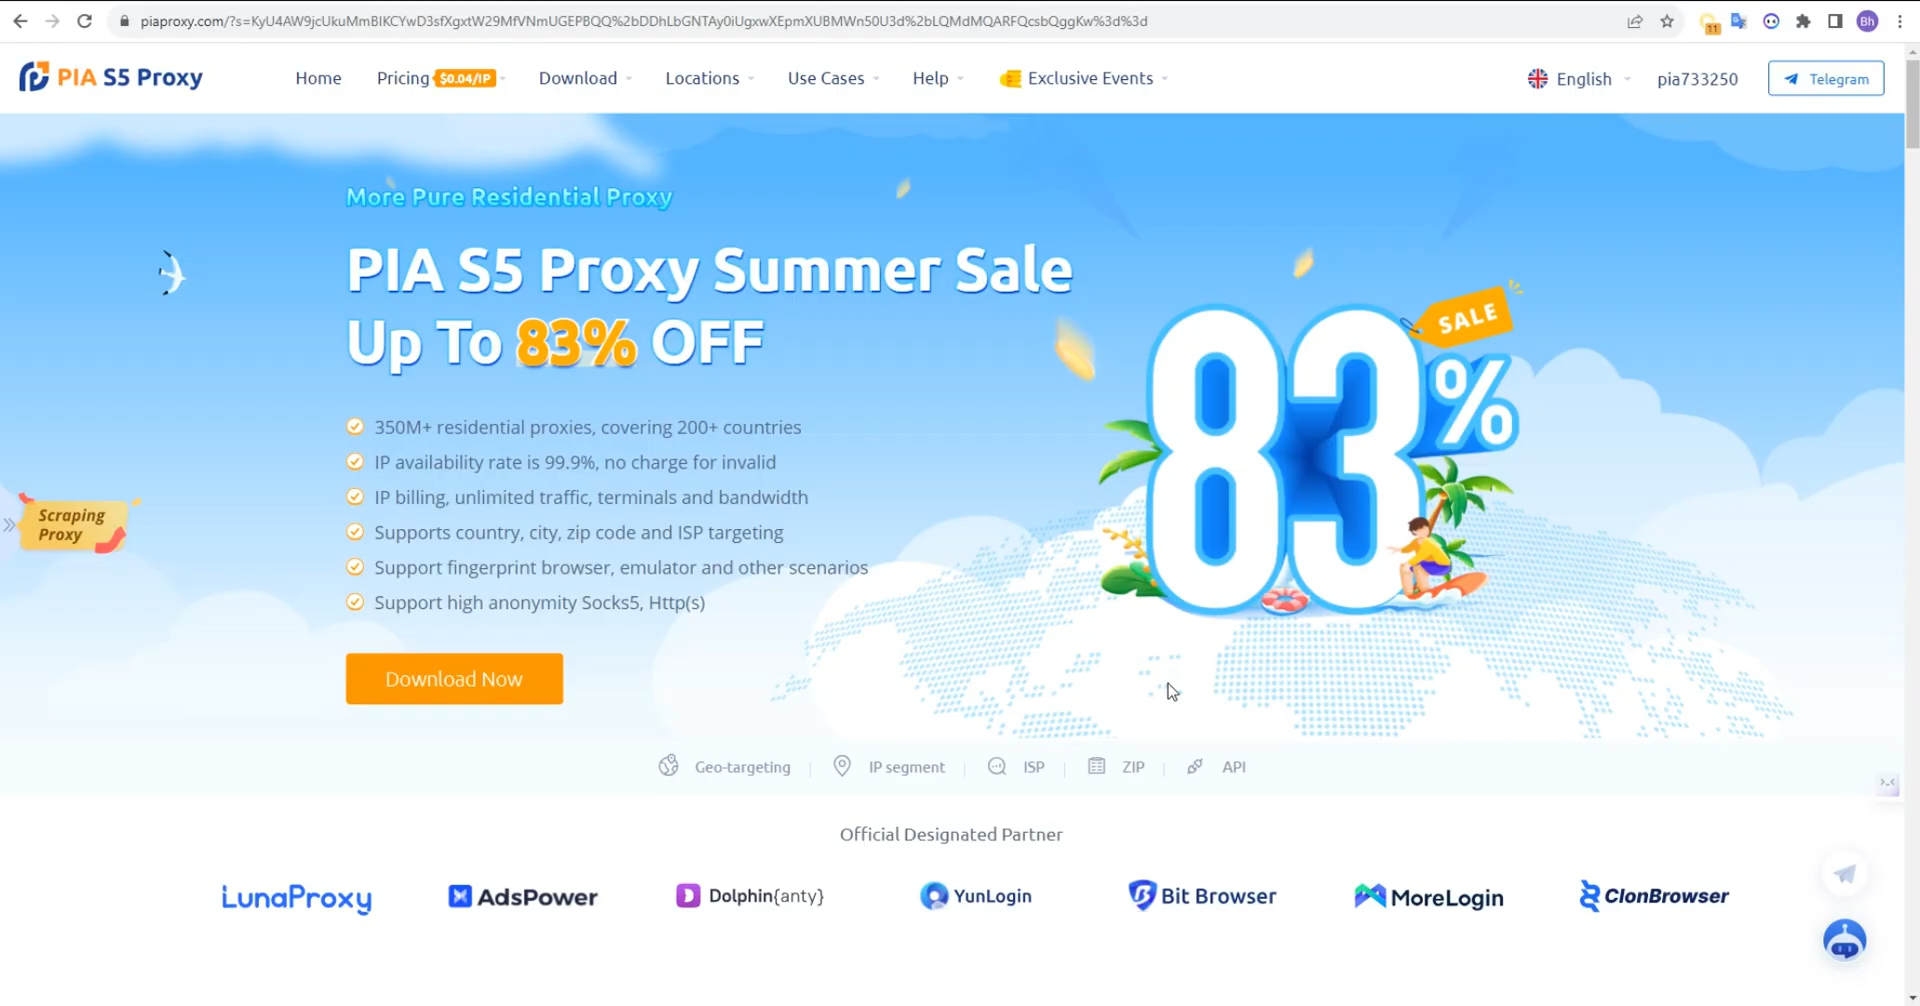 piaproxy.com/?s=KyU4AW9jcUkuMmBIKCYwD3sfXgxtW29MfVNmUGEPBQQ%2bDDhLbGNTAy0iUgxwXEpmXUBMWn50U3d%2bLQMdMQARFQcsbQggKw%3d%3d
11
Bh
PIA S5 Proxy
Home
Pricing $0.04/IP
Download
Locations
Use Cases
Help
Exclusive Events
English
pia733250
Telegram
More Pure Residential Proxy
PIA S5 Proxy Summer Sale
Up To 83% OFF
350M+ residential proxies, covering 200+ countries
IP availability rate is 99.9%, no charge for invalid
IP billing, unlimited traffic, terminals and bandwidth
Supports country, city, zip code and ISP targeting
Support fingerprint browser, emulator and other scenarios
Support high anonymity Socks5, Http(s)
Download Now
83%
SALE
Scraping
Proxy
Geo-targeting
IP segment
ISP
ZIP
API
Official Designated Partner
LunaProxy
AdsPower
Dolphin{anty}
YunLogin
Bit Browser
MoreLogin
ClonBrowser